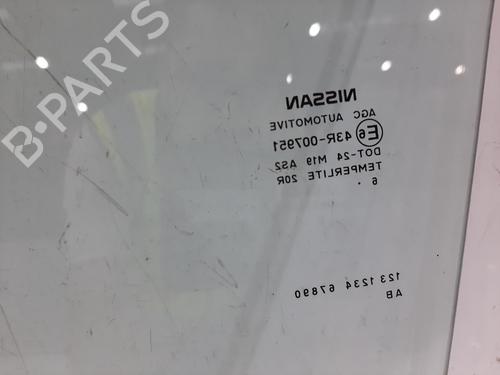 B-PARTS
NISSAN
AGC AUTOMOTIVE
E6 43R-007951
DOT-24 M19 AS2
TEMPERLITE 20R
6 .
123 1234 67890
AB